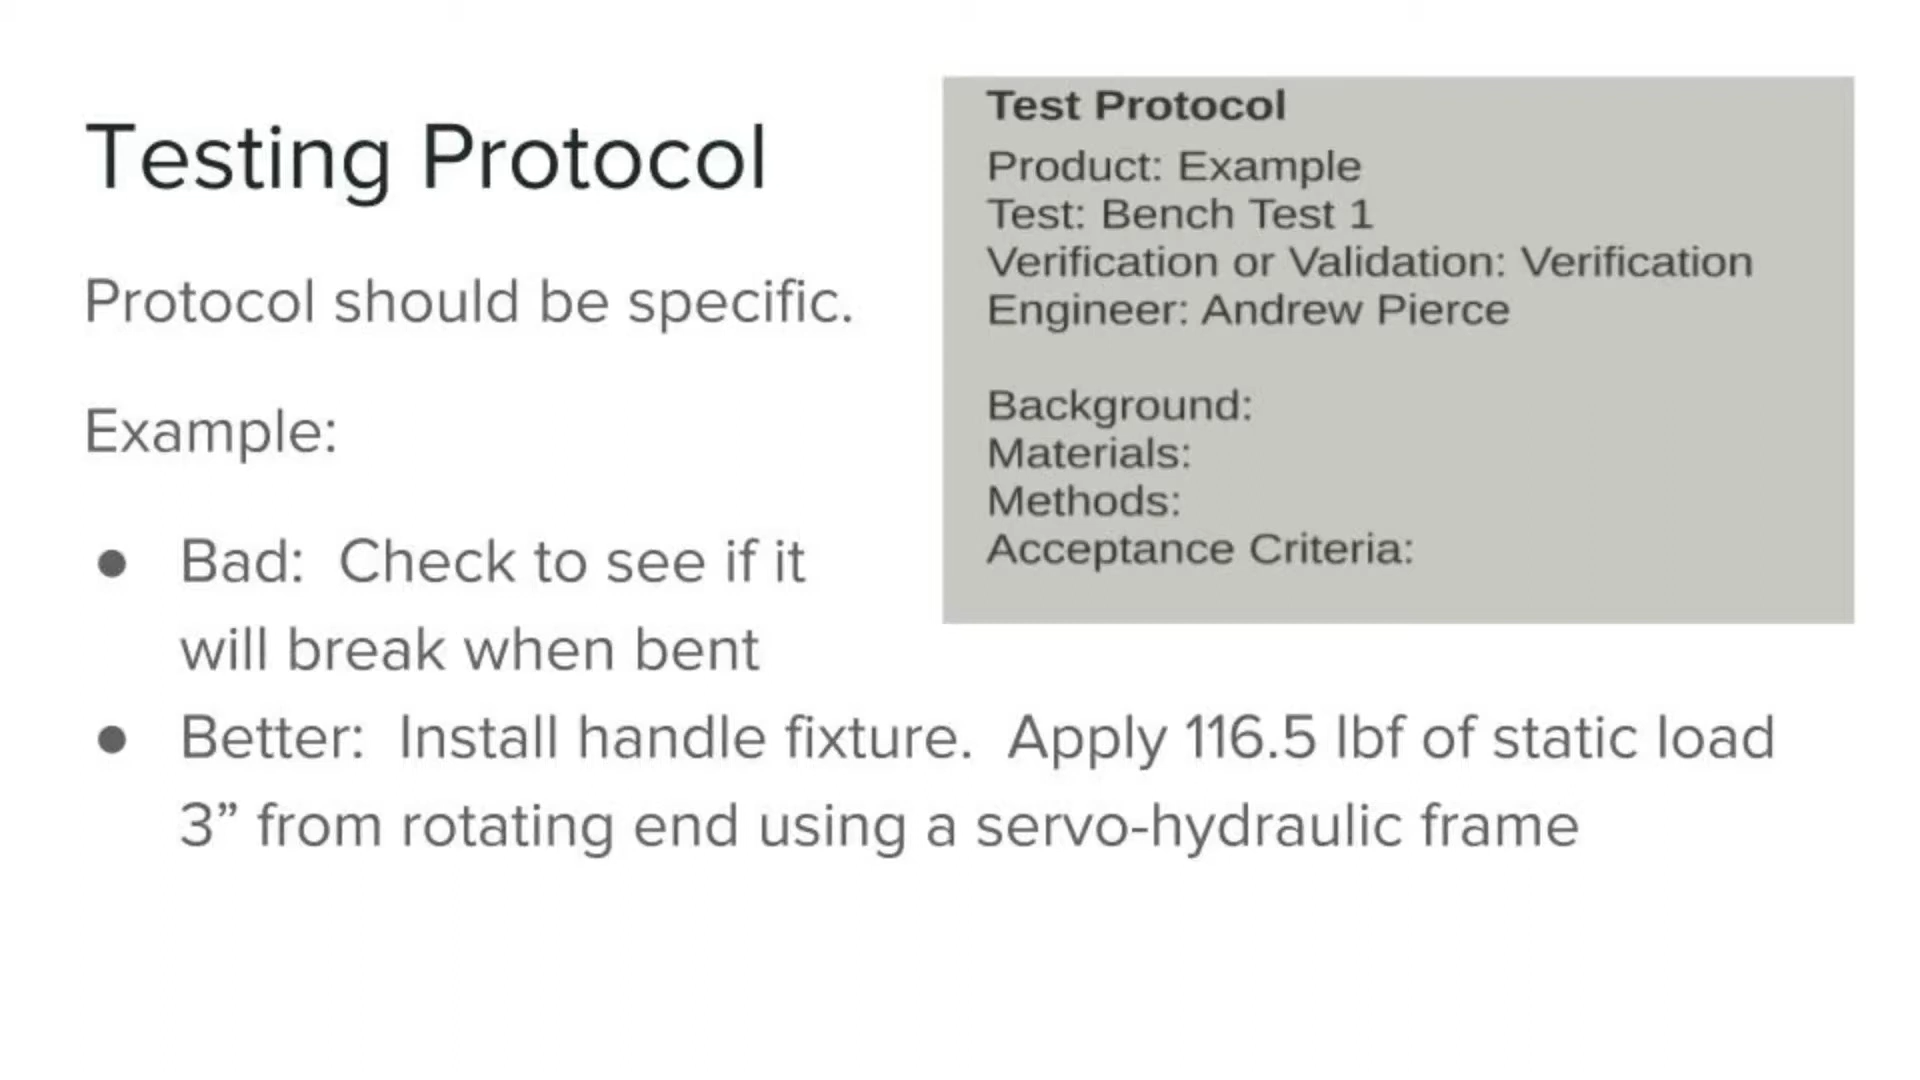 Testing Protocol
Protocol should be specific.
Example:
● Bad:  Check to see if it
will break when bent
● Better:  Install handle fixture.  Apply 116.5 lbf of static load
3” from rotating end using a servo-hydraulic frame
Test Protocol
Product: Example
Test: Bench Test 1
Verification or Validation: Verification
Engineer: Andrew Pierce
Background:
Materials:
Methods:
Acceptance Criteria: